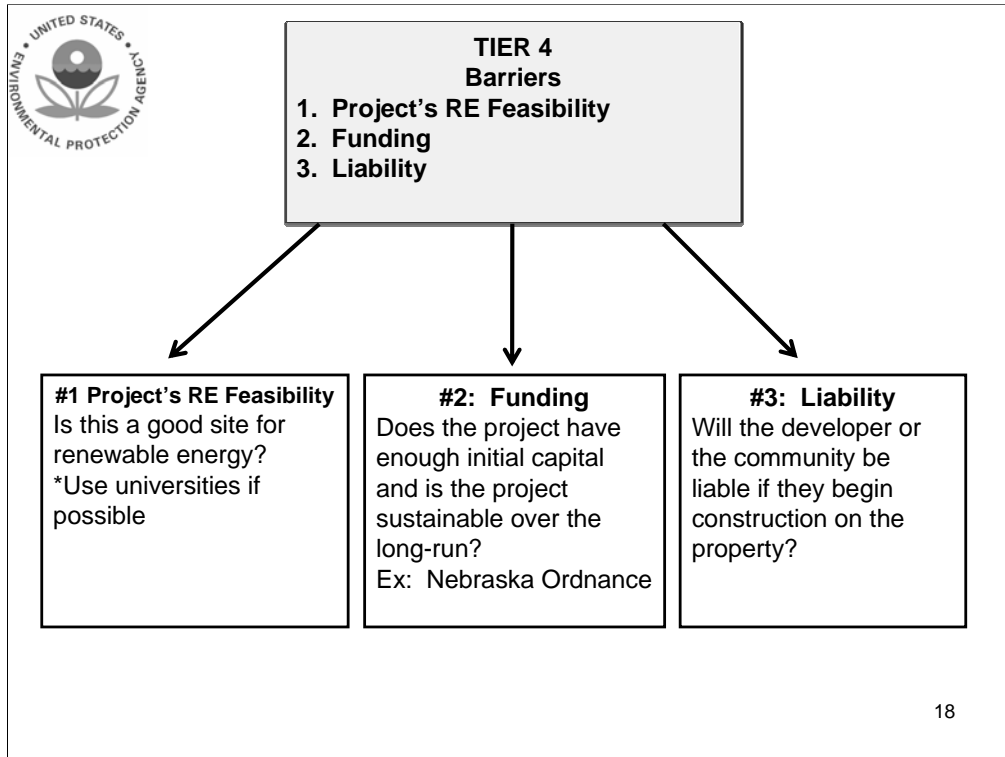 UNITED STATES
ENVIRONMENTAL PROTECTION AGENCY
TIER 4
Barriers
1. Project's RE Feasibility
2. Funding
3. Liability
#1 Project's RE Feasibility
Is this a good site for
renewable energy?
*Use universities if
possible
#2: Funding
Does the project have
enough initial capital
and is the project
sustainable over the
long-run?
Ex: Nebraska Ordnance
#3: Liability
Will the developer or
the community be
liable if they begin
construction on the
property?
18